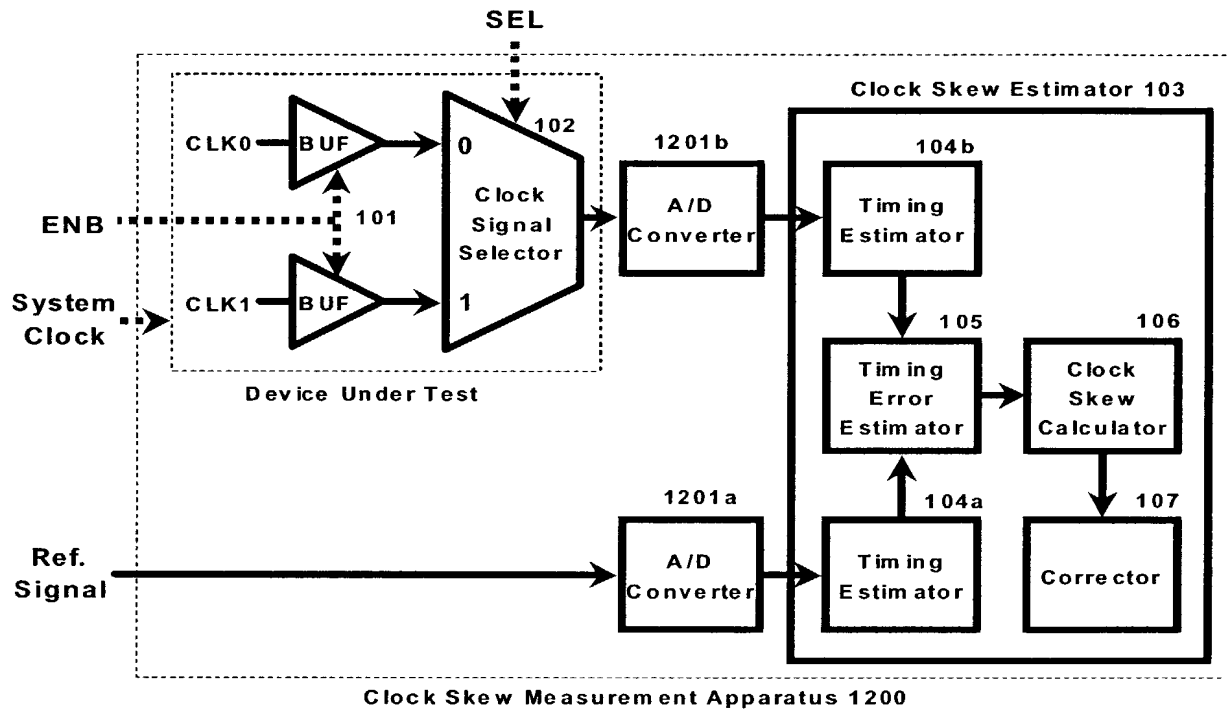 SEL
Clock Skew Estimator 103
CLK0
BUF
0
102
1201b
104b
ENB
101
Clock
Signal
Selector
A/D
Converter
Timing
Estimator
System
Clock
CLK1
BUF
1
105
106
Device Under Test
Timing
Error
Estimator
Clock
Skew
Calculator
1201a
104a
107
Ref.
Signal
A/D
Converter
Timing
Estimator
Corrector
Clock Skew Measurement Apparatus 1200